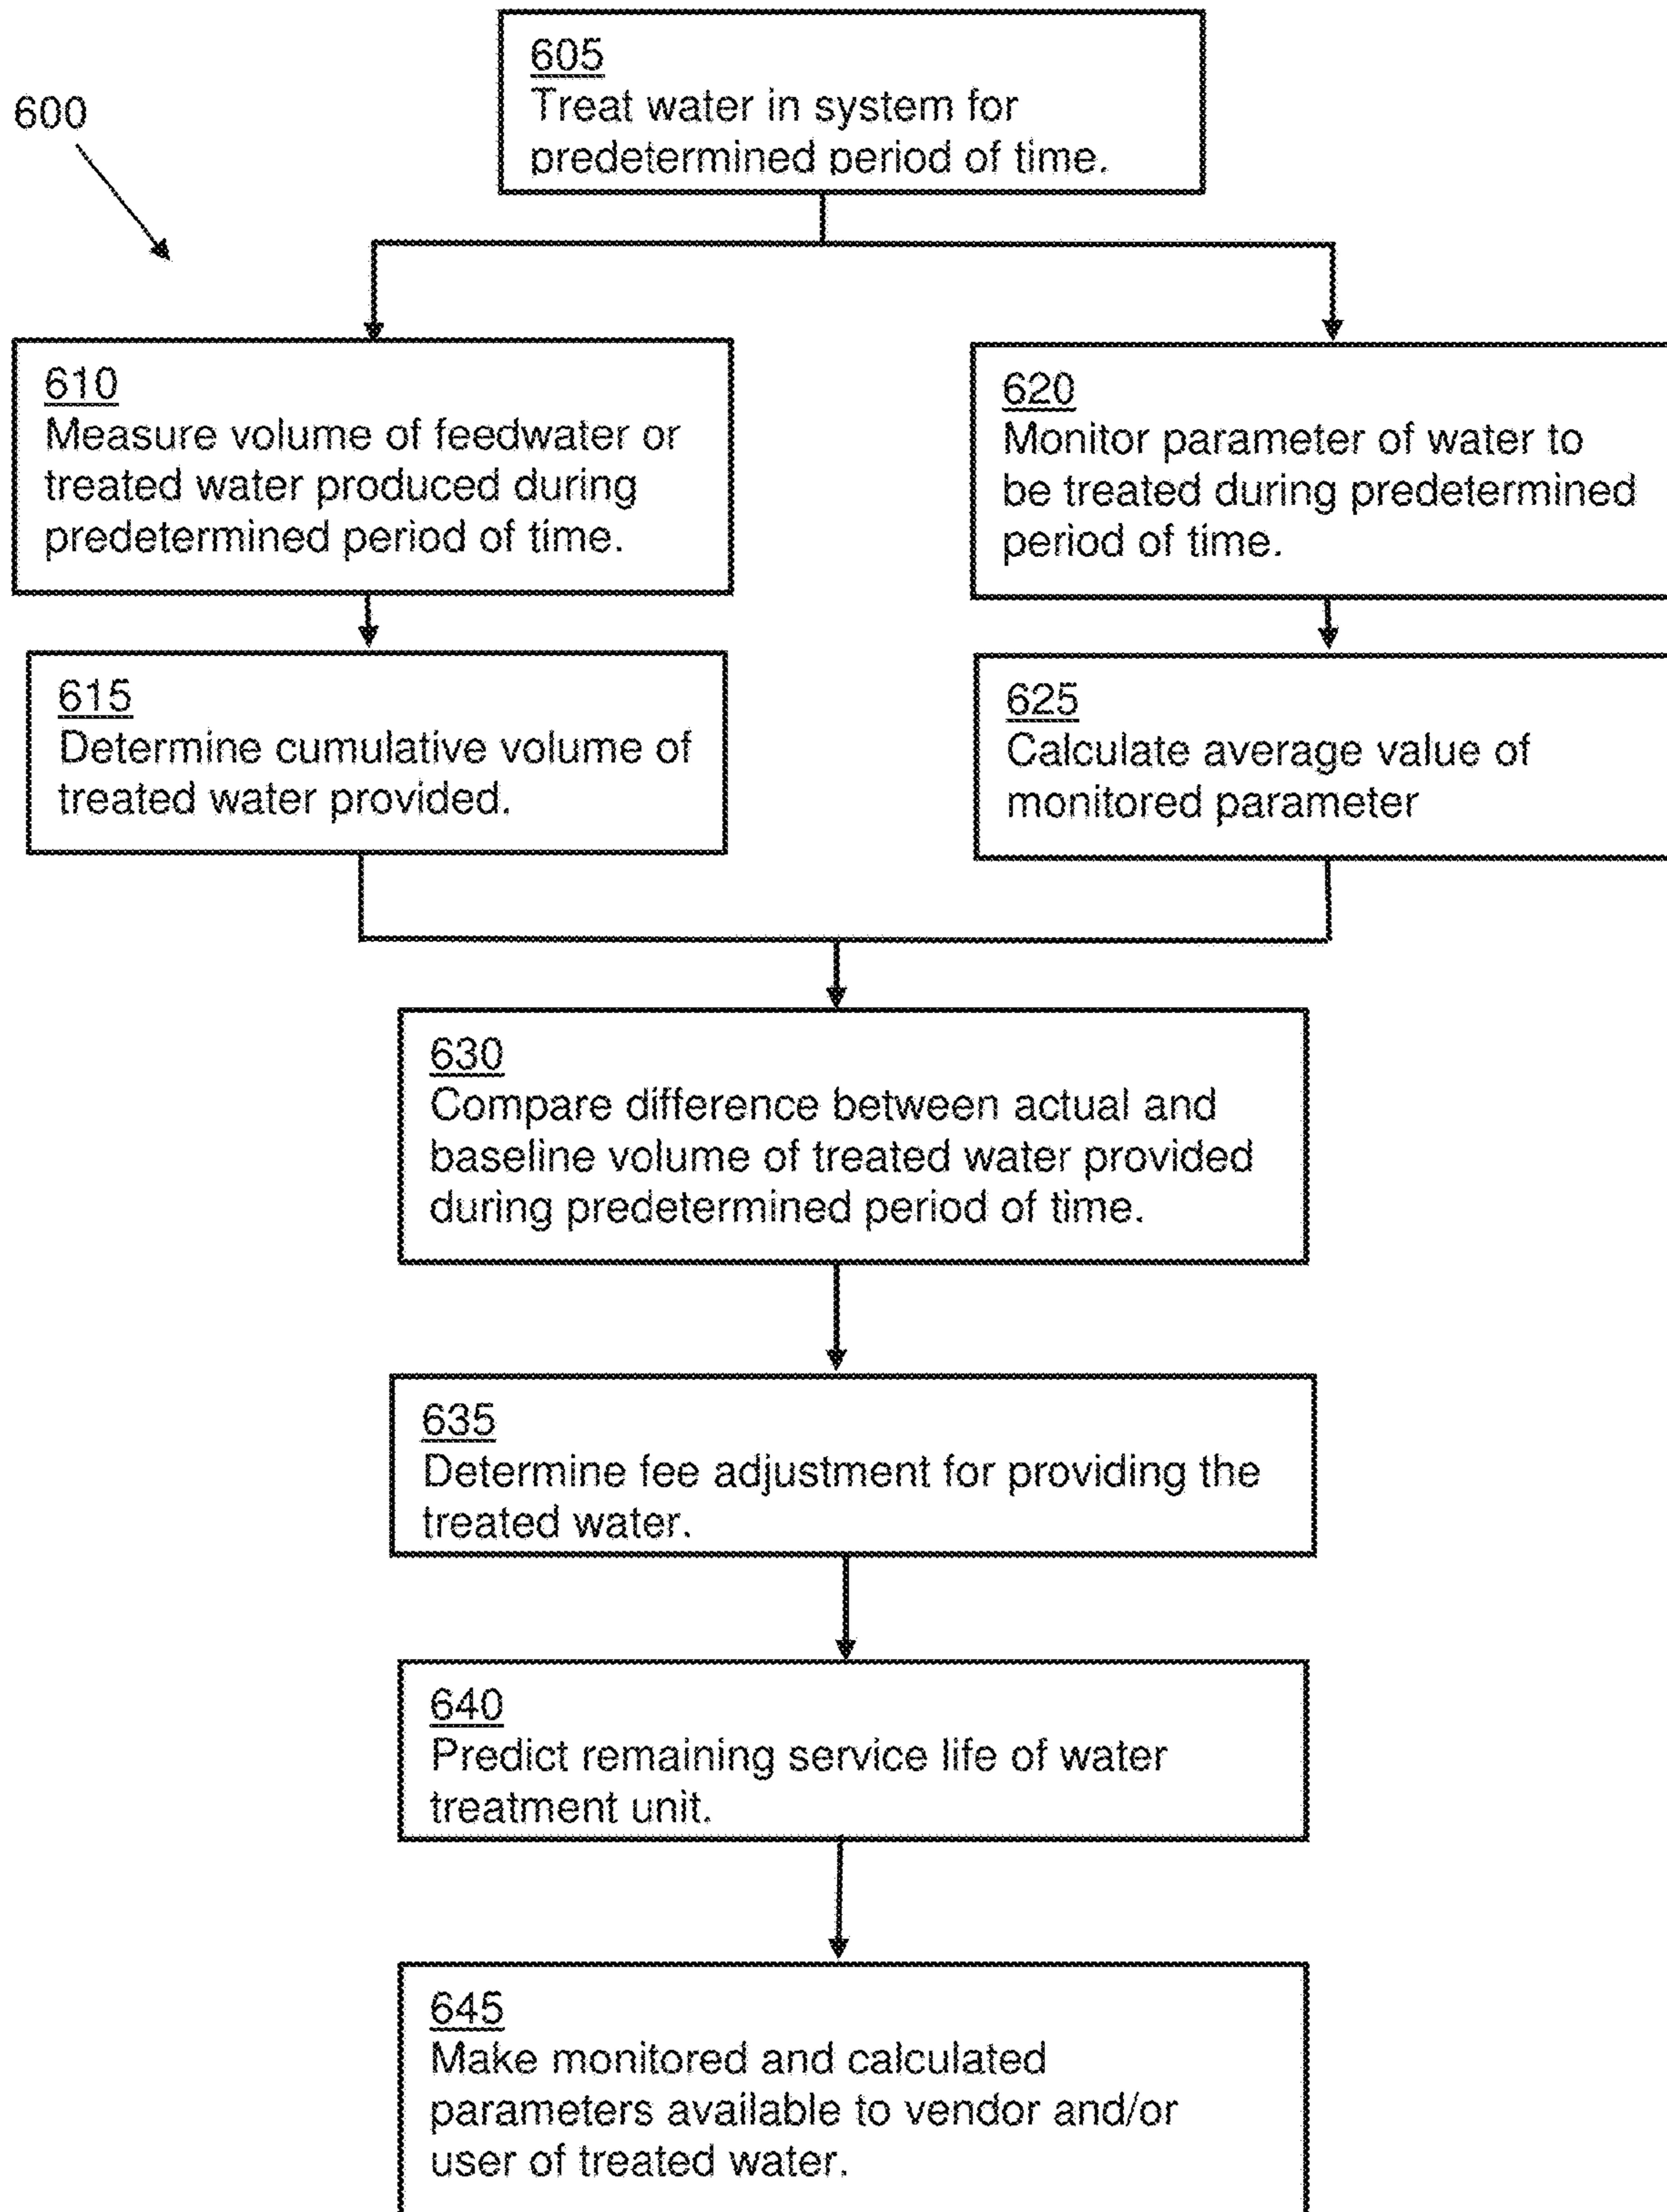 600
605
Treat water in system for
predetermined period of time.
610
Measure volume of feedwater or
treated water produced during
predetermined period of time.
620
Monitor parameter of water to
be treated during predetermined
period of time.
615
Determine cumulative volume of
treated water provided.
625
Calculate average value of
monitored parameter
630
Compare difference between actual and
baseline volume of treated water provided
during predetermined period of time.
635
Determine fee adjustment for providing the
treated water.
640
Predict remaining service life of water
treatment unit.
645
Make monitored and calculated
parameters available to vendor and/or
user of treated water.